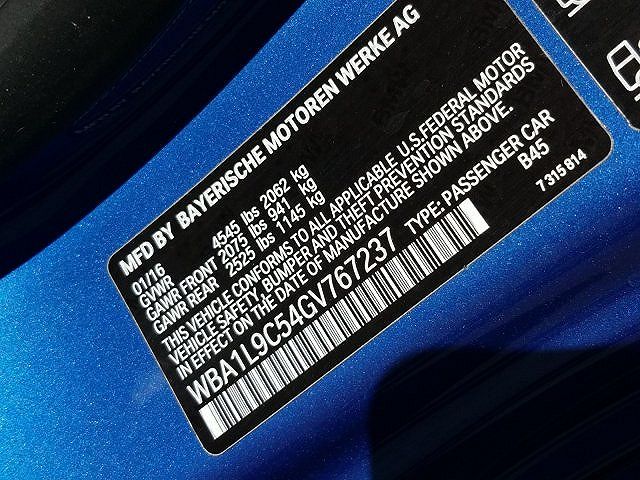 MFD BY BAYERISCHE MOTOREN WERKE AG
01/16
GVWR 4545 lbs 2062 kg
GAWR FRONT 2075 lbs 941 kg
GAWR REAR 2525 lbs 1145 kg
VEHICLE CONFORMS TO ALL APPLICABLE U.S.FEDERAL MOTOR
VEHICLE SAFETY, BUMPER AND THEFT PREVENTION STANDARDS
IN EFFECT ON THE DATE OF MANUFACTURE SHOWN ABOVE.
WBA1L9C54GV767237 TYPE: PASSENGER CAR
B45
7 315 814